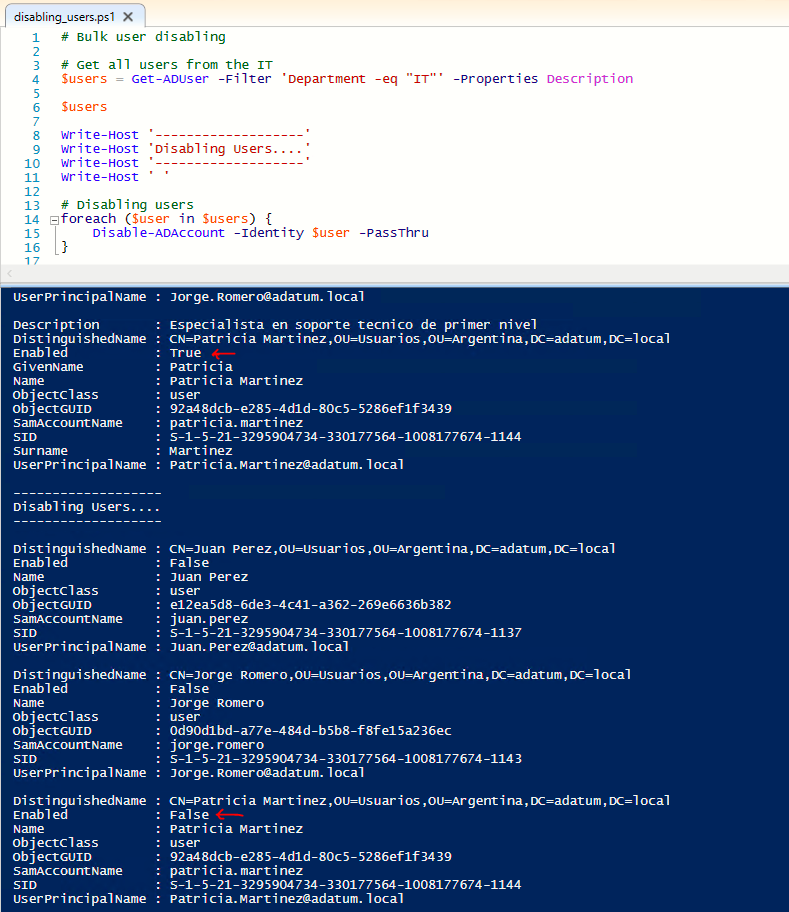 disabling_users.ps1 X
1 # Bulk user disabling
2
3 # Get all users from the IT
4 $users = Get-ADUser -Filter 'Department -eq "IT"' -Properties Description
5
6 $users
7
8 Write-Host '-------------------'
9 Write-Host 'Disabling Users....'
10 Write-Host '-------------------'
11 Write-Host ' '
12
13 # Disabling users
14 foreach ($user in $users) {
15 Disable-ADAccount -Identity $user -PassThru
16 }
17
UserPrincipalName : Jorge.Romero@adatum.local
Description : Especialista en soporte tecnico de primer nivel
DistinguishedName : CN=Patricia Martinez,OU=Usuarios,OU=Argentina,DC=adatum,DC=local
Enabled : True
GivenName : Patricia
Name : Patricia Martinez
ObjectClass : user
ObjectGUID : 92a48dcb-e285-4d1d-80c5-5286ef1f3439
SamAccountName : patricia.martinez
SID : S-1-5-21-3295904734-330177564-1008177674-1144
Surname : Martinez
UserPrincipalName : Patricia.Martinez@adatum.local
-------------------
Disabling Users....
-------------------
DistinguishedName : CN=Juan Perez,OU=Usuarios,OU=Argentina,DC=adatum,DC=local
Enabled : False
Name : Juan Perez
ObjectClass : user
ObjectGUID : e12ea5d8-6de3-4c41-a362-269e6636b382
SamAccountName : juan.perez
SID : S-1-5-21-3295904734-330177564-1008177674-1137
UserPrincipalName : Juan.Perez@adatum.local
DistinguishedName : CN=Jorge Romero,OU=Usuarios,OU=Argentina,DC=adatum,DC=local
Enabled : False
Name : Jorge Romero
ObjectClass : user
ObjectGUID : 0d90d1bd-a77e-484d-b5b8-f8fe15a236ec
SamAccountName : jorge.romero
SID : S-1-5-21-3295904734-330177564-1008177674-1143
UserPrincipalName : Jorge.Romero@adatum.local
DistinguishedName : CN=Patricia Martinez,OU=Usuarios,OU=Argentina,DC=adatum,DC=local
Enabled : False
Name : Patricia Martinez
ObjectClass : user
ObjectGUID : 92a48dcb-e285-4d1d-80c5-5286ef1f3439
SamAccountName : patricia.martinez
SID : S-1-5-21-3295904734-330177564-1008177674-1144
UserPrincipalName : Patricia.Martinez@adatum.local